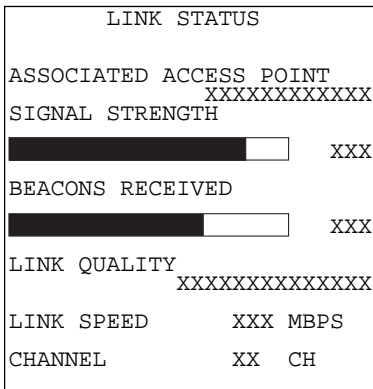 LINK STATUS
ASSOCIATED ACCESS POINT
XXXXXXXXXXXX
SIGNAL STRENGTH
XXX
BEACONS RECEIVED
XXX
LINK QUALITY
XXXXXXXXXXXXXX
LINK SPEED XXX MBPS
CHANNEL XX CH